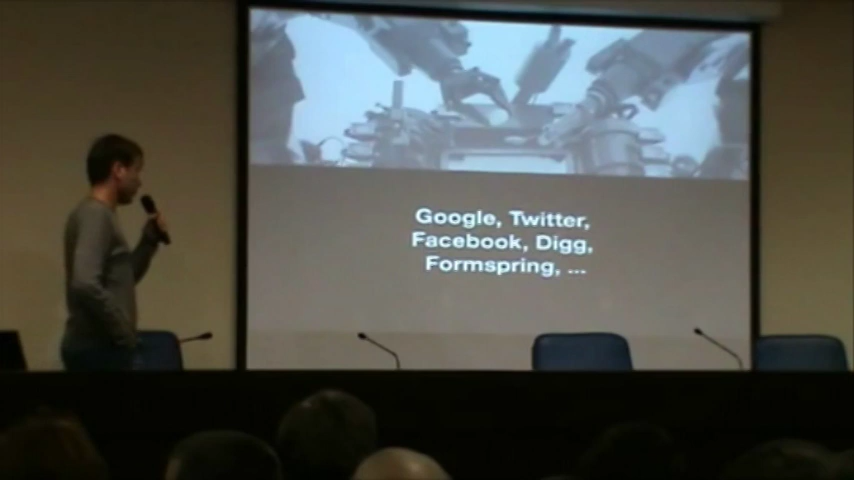 Google, Twitter,
Facebook, Digg,
Formspring, ...